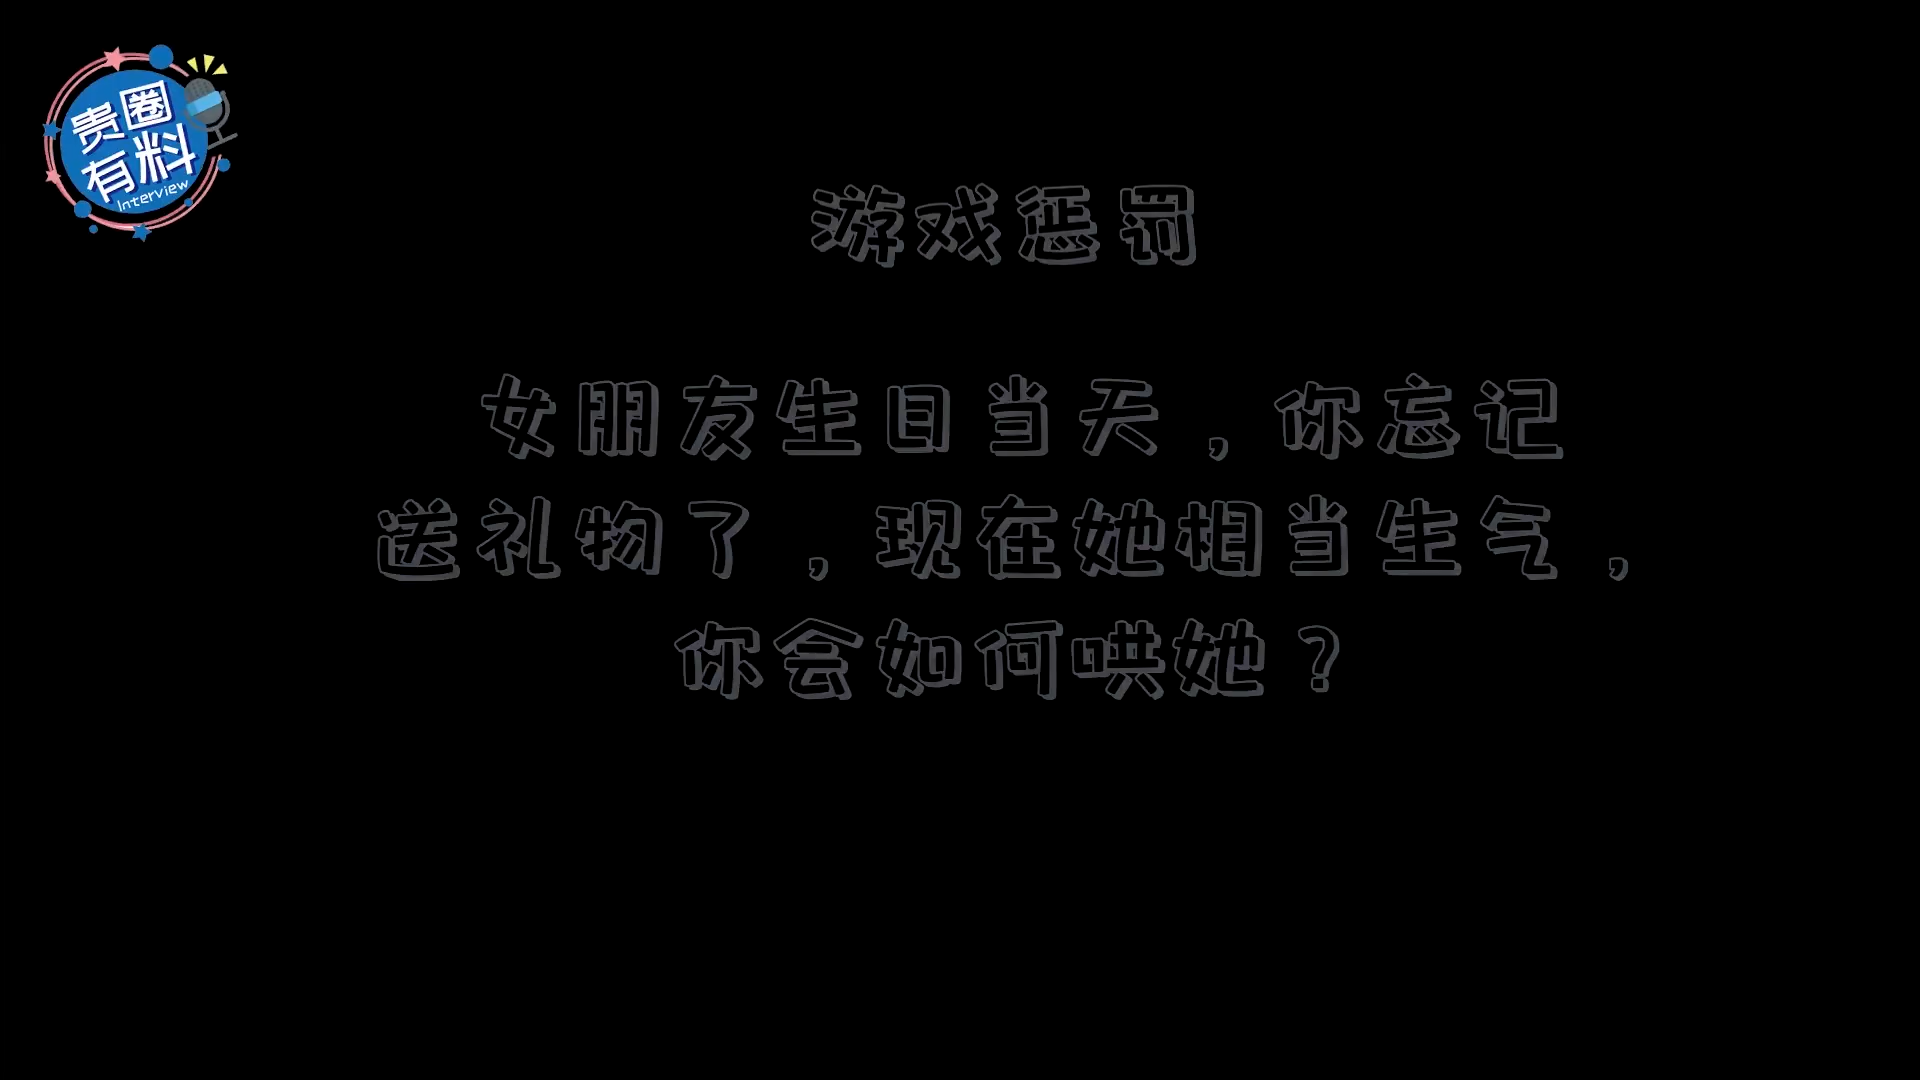 贵圈
有料
Interview
游戏惩罚
女朋友生日当天，你忘记
送礼物了，现在她相当生气，
你会如何哄她？